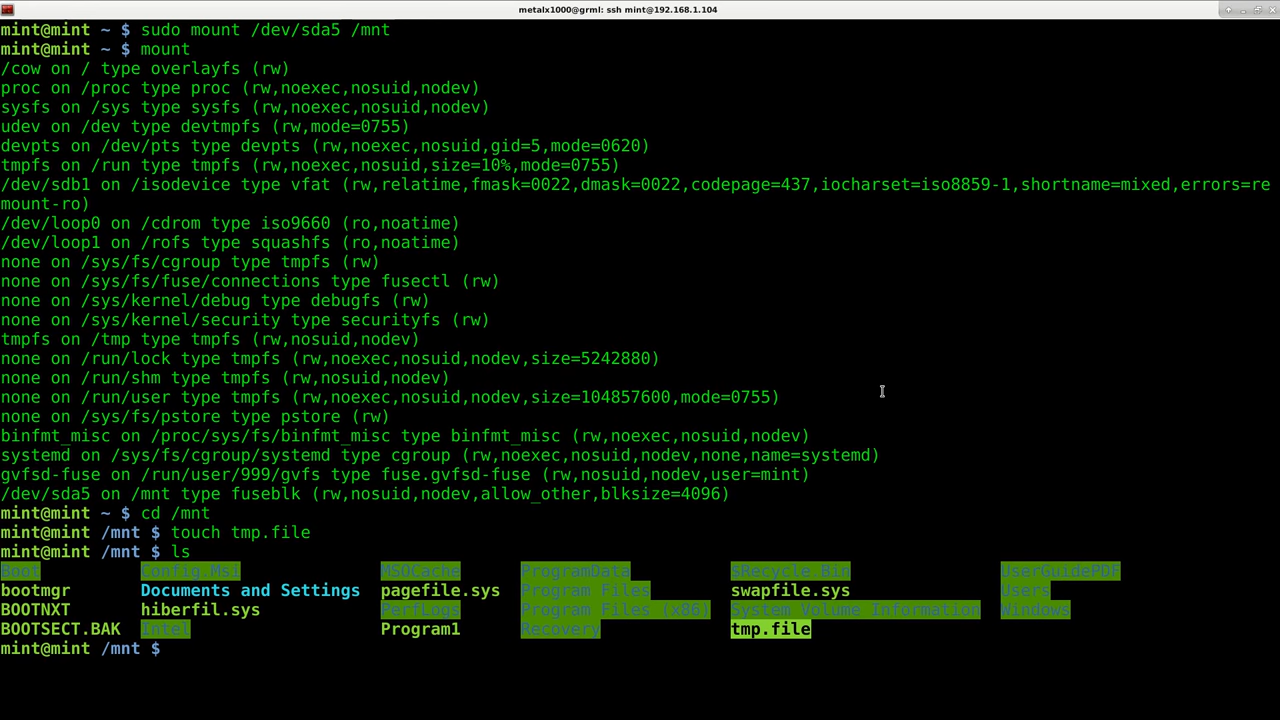 metalx1000@grml: ssh mint@192.168.1.104
mint@mint ~ $ sudo mount /dev/sda5 /mnt
mint@mint ~ $ mount
/cow on / type overlayfs (rw)
proc on /proc type proc (rw,noexec,nosuid,nodev)
sysfs on /sys type sysfs (rw,noexec,nosuid,nodev)
udev on /dev type devtmpfs (rw,mode=0755)
devpts on /dev/pts type devpts (rw,noexec,nosuid,gid=5,mode=0620)
tmpfs on /run type tmpfs (rw,noexec,nosuid,size=10%,mode=0755)
/dev/sdb1 on /isodevice type vfat (rw,relatime,fmask=0022,dmask=0022,codepage=437,iocharset=iso8859-1,shortname=mixed,errors=re
mount-ro)
/dev/loop0 on /cdrom type iso9660 (ro,noatime)
/dev/loop1 on /rofs type squashfs (ro,noatime)
none on /sys/fs/cgroup type tmpfs (rw)
none on /sys/fs/fuse/connections type fusectl (rw)
none on /sys/kernel/debug type debugfs (rw)
none on /sys/kernel/security type securityfs (rw)
tmpfs on /tmp type tmpfs (rw,nosuid,nodev)
none on /run/lock type tmpfs (rw,noexec,nosuid,nodev,size=5242880)
none on /run/shm type tmpfs (rw,nosuid,nodev)
none on /run/user type tmpfs (rw,noexec,nosuid,nodev,size=104857600,mode=0755)
none on /sys/fs/pstore type pstore (rw)
binfmt_misc on /proc/sys/fs/binfmt_misc type binfmt_misc (rw,noexec,nosuid,nodev)
systemd on /sys/fs/cgroup/systemd type cgroup (rw,noexec,nosuid,nodev,none,name=systemd)
gvfsd-fuse on /run/user/999/gvfs type fuse.gvfsd-fuse (rw,nosuid,nodev,user=mint)
/dev/sda5 on /mnt type fuseblk (rw,nosuid,nodev,allow_other,blksize=4096)
mint@mint ~ $ cd /mnt
mint@mint /mnt $ touch tmp.file
mint@mint /mnt $ ls
Boot Config.Msi MSOCache ProgramData $Recycle.Bin UserGuidePDF
bootmgr Documents and Settings pagefile.sys Program Files swapfile.sys Users
BOOTNXT hiberfil.sys PerfLogs Program Files (x86) System Volume Information Windows
BOOTSECT.BAK Intel Program1 Recovery tmp.file
mint@mint /mnt $